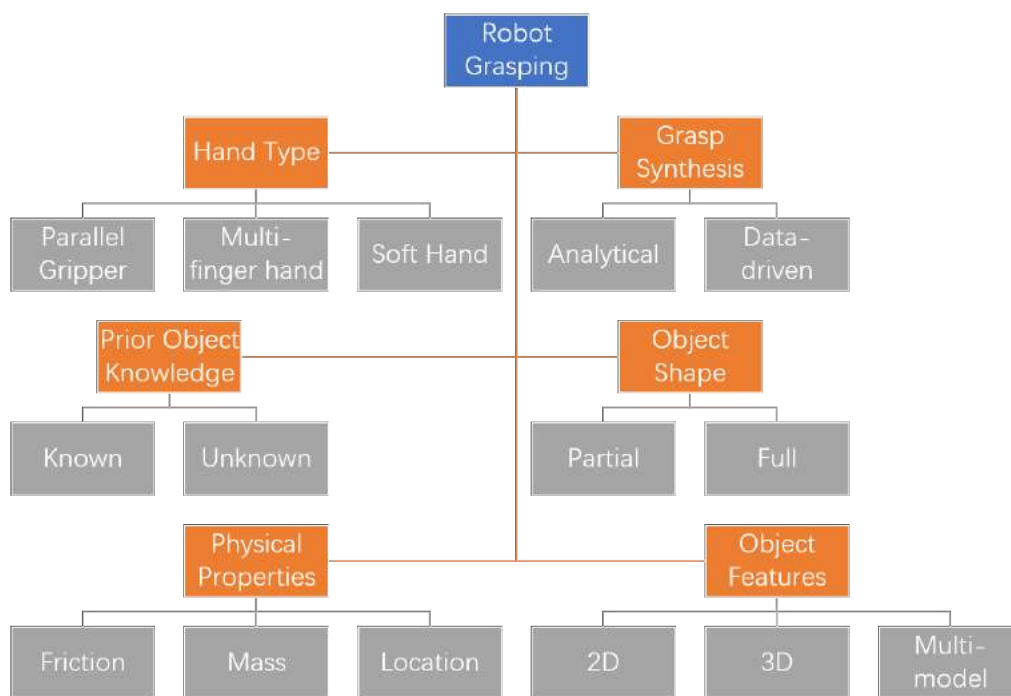 Robot
Grasping
Hand Type
Grasp
Synthesis
Parallel
Gripper
Multi-
finger hand
Soft Hand
Analytical
Data-
driven
Prior Object
Knowledge
Object
Shape
Known
Unknown
Partial
Full
Physical
Properties
Object
Features
Friction
Mass
Location
2D
3D
Multi-
model